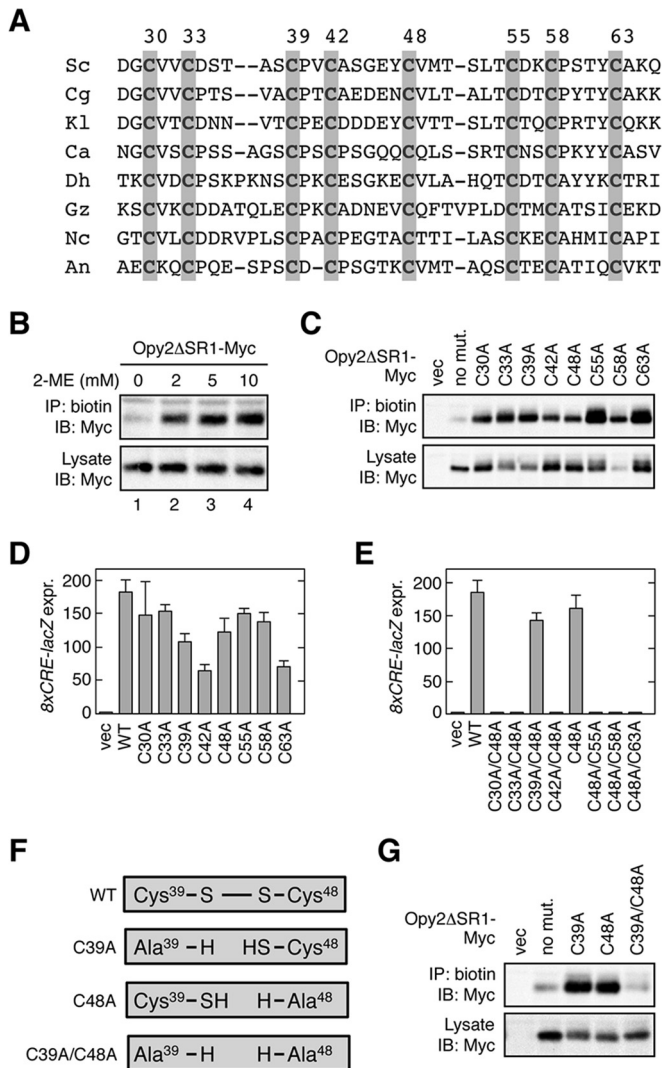 A
30 33 39 42 48 55 58 63
Sc DGCVVCDST--ASCPVCASGEYCVMT-SLTCDKCPSTYCAKQ
Cg DGCVVCPTS--VACPTCAEDENCVLT-ALTCDTCPYTYCAKK
Kl DGCVTCDNN--VTCPECDDDEYCVTT-SLTCTQCPRTYCQKK
Ca NGCVSCPSS-AGSCPSCPSGQQCQLS-SRTCNSCPKYYCASV
Dh TKCVDCPSKPKNSCPKCESGKECVLA-HQTCDTCAYYKCTRI
Gz KSCVKCDDATQLECPKCADNEVCQFTVPLDCTMCATSICEKD
Nc GTCVLCDDRVPLSCPACPEGTACTTI-LASCKECAHMICAPI
An AECKQCPQES-PSCD-CPSGTKCVMT-AQSCTECATIQCVKT
B
Opy2ΔSR1-Myc
2-ME (mM) 0 2 5 10
IP: biotin
IB: Myc
Lysate
IB: Myc
1 2 3 4
C
Opy2ΔSR1-
Myc
vec no mut. C30A C33A C39A C42A C48A C55A C58A C63A
IP: biotin
IB: Myc
Lysate
IB: Myc
D
8xCRE-lacZ expr.
200
150
100
50
0
vec WT C30A C33A C39A C42A C48A C55A C58A C63A
E
8xCRE-lacZ expr.
200
150
100
50
0
vec WT C30A/C48A C33A/C48A C39A/C48A C42A/C48A C48A C48A/C55A C48A/C58A C48A/C63A
F
WT Cys39–S — S–Cys48
C39A Ala39–H HS–Cys48
C48A Cys39–SH H–Ala48
C39A/C48A Ala39–H H–Ala48
G
Opy2ΔSR1-
Myc
vec no mut. C39A C48A C39A/C48A
IP: biotin
IB: Myc
Lysate
IB: Myc